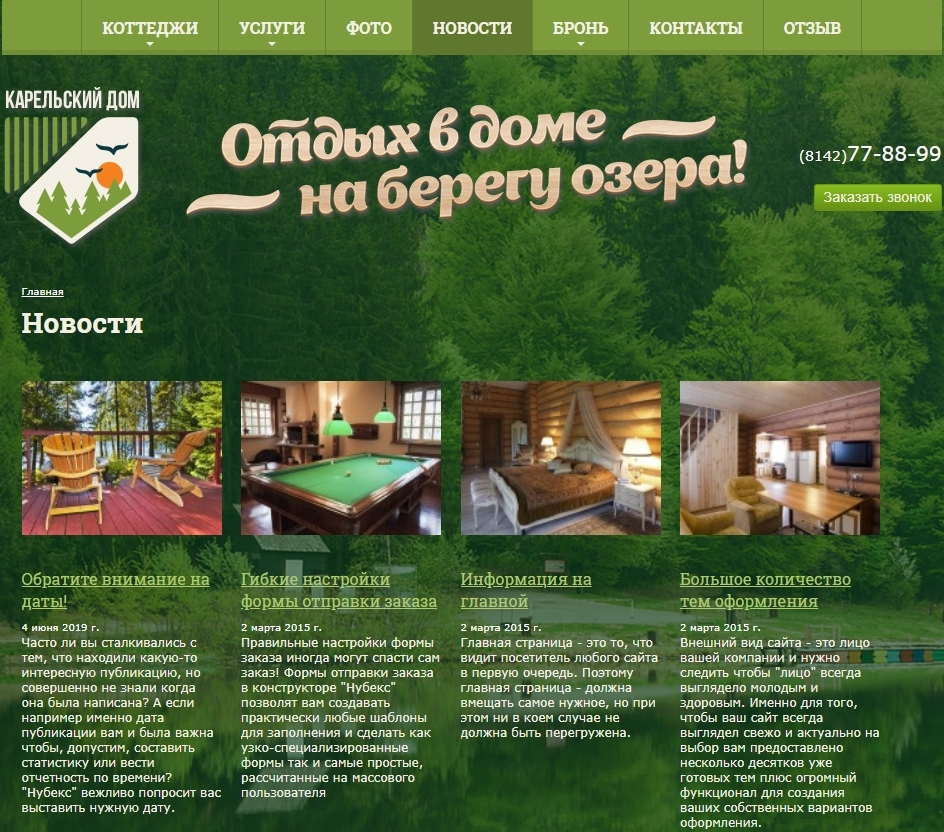 КОТТЕДЖИ УСЛУГИ ФОТО НОВОСТИ БРОНЬ КОНТАКТЫ ОТЗЫВ
КАРЕЛЬСКИЙ ДОМ
Отдых в доме
на берегу озера!
(8142)77-88-99
Заказать звонок
Главная
Новости
Обратите внимание на
даты!
4 июня 2019 г.
Часто ли вы сталкивались с
тем, что находили какую-то
интересную публикацию, но
совершенно не знали когда
она была написана? А если
например именно дата
публикации вам и была важна
чтобы, допустим, составить
статистику или вести
отчетность по времени?
"Нубекс" вежливо попросит вас
выставить нужную дату.
Гибкие настройки
формы отправки заказа
2 марта 2015 г.
Правильные настройки формы
заказа иногда могут спасти сам
заказ! Формы отправки заказа
в конструкторе "Нубекс"
позволят вам создавать
практически любые шаблоны
для заполнения и сделать как
узко-специализированные
формы так и самые простые,
рассчитанные на массового
пользователя
Информация на
главной
2 марта 2015 г.
Главная страница - это то, что
видит посетитель любого сайта
в первую очередь. Поэтому
главная страница - должна
вмещать самое нужное, но при
этом ни в коем случае не
должна быть перегружена.
Большое количество
тем оформления
2 марта 2015 г.
Внешний вид сайта - это лицо
вашей компании и нужно
следить чтобы "лицо" всегда
выглядело молодым и
здоровым. Именно для того,
чтобы ваш сайт всегда
выглядел свежо и актуально на
выбор вам предоставлено
несколько десятков уже
готовых тем плюс огромный
функционал для создания
ваших собственных вариантов
оформления.